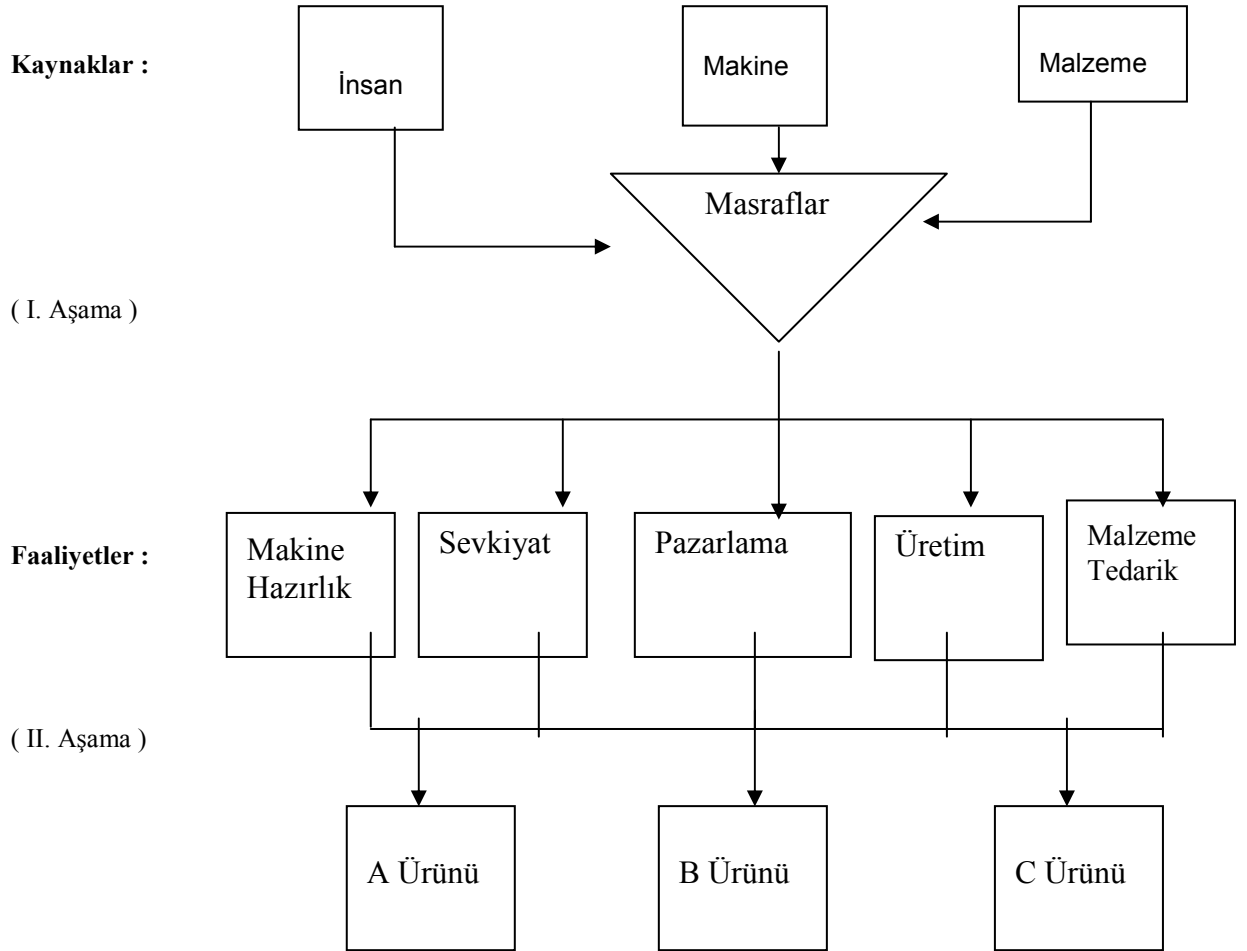 Kaynaklar :
İnsan
Makine
Malzeme
Masraflar
( I. Aşama )
Faaliyetler :
Makine
Hazırlık
Sevkiyat
Pazarlama
Üretim
Malzeme
Tedarik
( II. Aşama )
A Ürünü
B Ürünü
C Ürünü